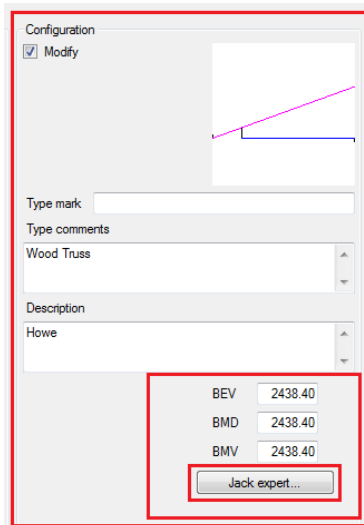 Configuration
Modify
Type mark
Type comments
Wood Truss
Description
Howe
BEV 2438.40
BMD 2438.40
BMV 2438.40
Jack expert...